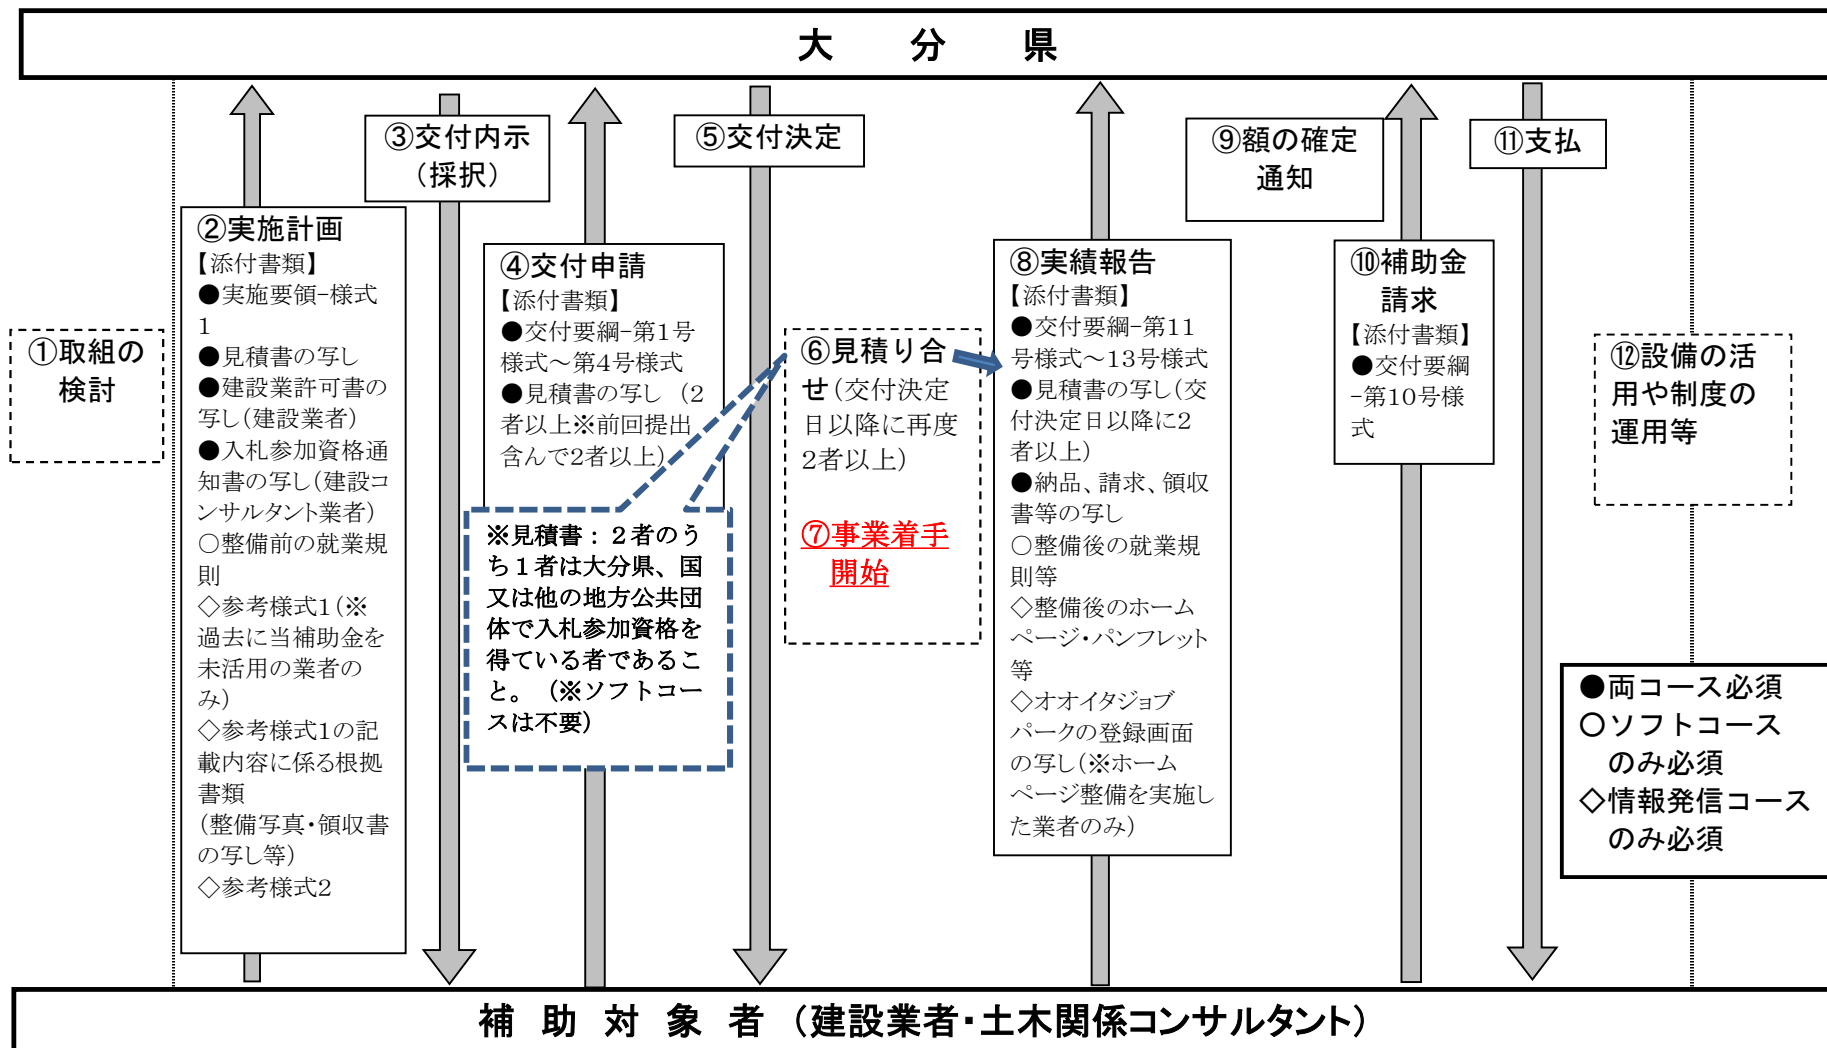 大　分　県
①取組の
検討
②実施計画
【添付書類】
●実施要領-様式
1
●見積書の写し
●建設業許可書の
写し(建設業者)
●入札参加資格通
知書の写し(建設コ
ンサルタント業者)
○整備前の就業規
則
◇参考様式1(※
過去に当補助金を
未活用の業者の
み)
◇参考様式1の記
載内容に係る根拠
書類
(整備写真・領収書
の写し等)
◇参考様式2
③交付内示
(採択)
④交付申請
【添付書類】
●交付要綱-第1号
様式～第4号様式
●見積書の写し (2
者以上※前回提出
含んで2者以上)
※見積書：２者のう
ち１者は大分県、国
又は他の地方公共団
体で入札参加資格を
得ている者であるこ
と。（※ソフトコー
スは不要）
⑤交付決定
⑥見積り合
せ(交付決定
日以降に再度
2者以上)
⑦事業着手
開始
⑧実績報告
【添付書類】
●交付要綱-第11
号様式～13号様式
●見積書の写し(交
付決定日以降に2
者以上)
●納品、請求、領収
書等の写し
○整備後の就業規
則等
◇整備後のホーム
ページ・パンフレット
等
◇オオイタジョブ
パークの登録画面
の写し(※ホーム
ページ整備を実施し
た業者のみ)
⑨額の確定
通知
⑩補助金
請求
【添付書類】
●交付要綱
-第10号様
式
⑪支払
⑫設備の活
用や制度の
運用等
●両コース必須
○ソフトコース
のみ必須
◇情報発信コース
のみ必須
補 助 対 象 者 (建設業者・土木関係コンサルタント)